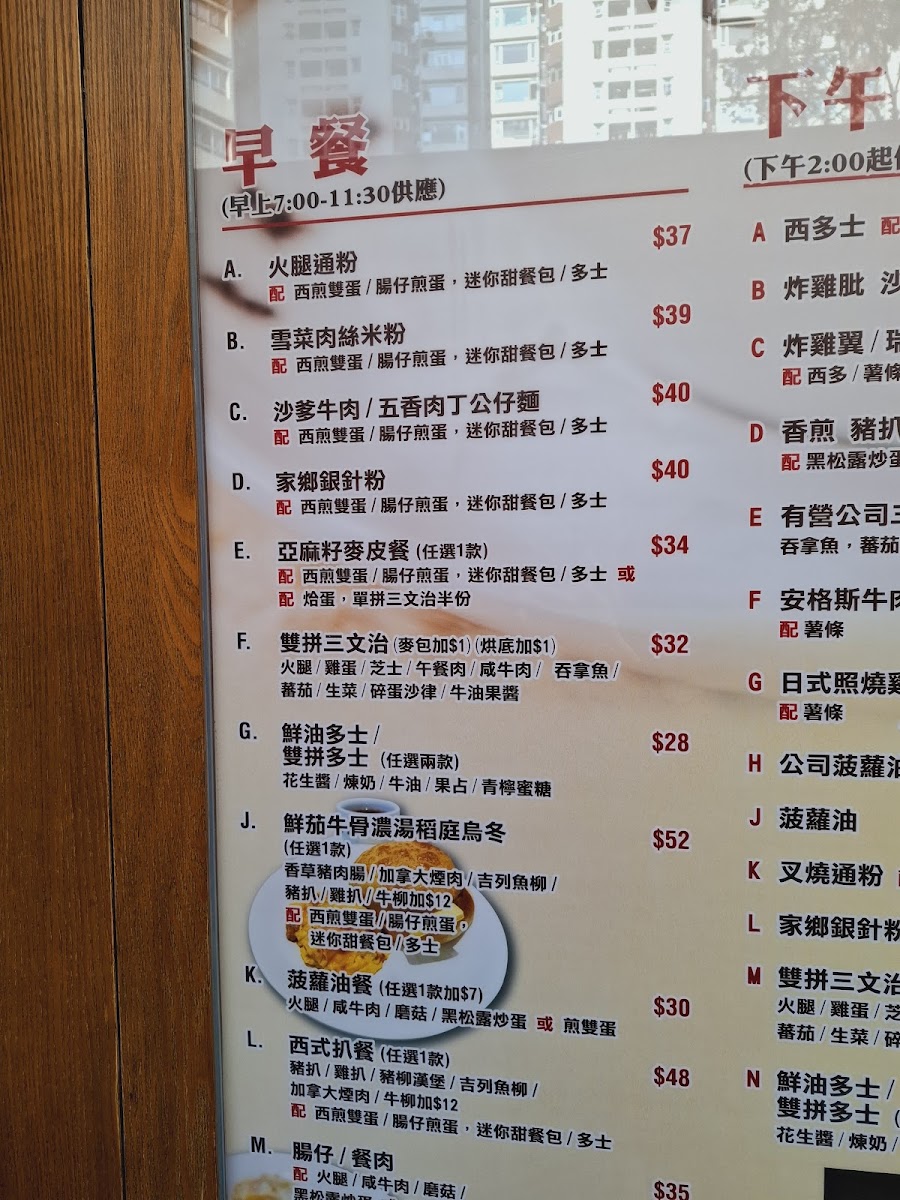 早餐
(早上7:00-11:30供應)
A. 火腿通粉 $37
配 西煎雙蛋/腸仔煎蛋，迷你甜餐包/多士
B. 雪菜肉絲米粉 $39
配 西煎雙蛋/腸仔煎蛋，迷你甜餐包/多士
C. 沙爹牛肉/五香肉丁公仔麵 $40
配 西煎雙蛋/腸仔煎蛋，迷你甜餐包/多士
D. 家鄉銀針粉 $40
配 西煎雙蛋/腸仔煎蛋，迷你甜餐包/多士
E. 亞麻籽麥皮餐 (任選1款) $34
配 西煎雙蛋/腸仔煎蛋，迷你甜餐包/多士 或
配 烚蛋，單拼三文治半份
F. 雙拼三文治 (麥包加$1) (烘底加$1) $32
火腿/雞蛋/芝士/午餐肉/咸牛肉/ 吞拿魚/
蕃茄/生菜/碎蛋沙律/牛油果醬
G. 鮮油多士/
雙拼多士 (任選兩款) $28
花生醬/煉奶/牛油/果占/青檸蜜糖
J. 鮮茄牛骨濃湯稻庭烏冬 $52
(任選1款)
香草豬肉腸/加拿大煙肉/吉列魚柳/
豬扒/雞扒/牛柳加$12
配 西煎雙蛋/腸仔煎蛋，
迷你甜餐包/多士
K. 菠蘿油餐 (任選1款加$7) $30
火腿/咸牛肉/磨菇/黑松露炒蛋 或 煎雙蛋
L. 西式扒餐 (任選1款) $48
豬扒/雞扒/豬柳漢堡/吉列魚柳/
加拿大煙肉/牛柳加$12
配 西煎雙蛋/腸仔煎蛋，迷你甜餐包/多士
M. 腸仔/餐肉 $35
配 火腿/咸牛肉/磨菇/
黑松露炒蛋
下午
(下午2:00起
A 西多士 配
B 炸雞肶 沙
C 炸雞翼/瑞
配 西多/薯條
D 香煎 豬扒
配 黑松露炒蛋
E 有營公司三
吞拿魚，蕃茄
F 安格斯牛肉
配 薯條
G 日式照燒雞
配 薯條
H 公司菠蘿油
J 菠蘿油
K 叉燒通粉
L 家鄉銀針粉
M 雙拼三文治
火腿/雞蛋/芝
蕃茄/生菜/碎
N 鮮油多士/
雙拼多士 (
花生醬/煉奶/